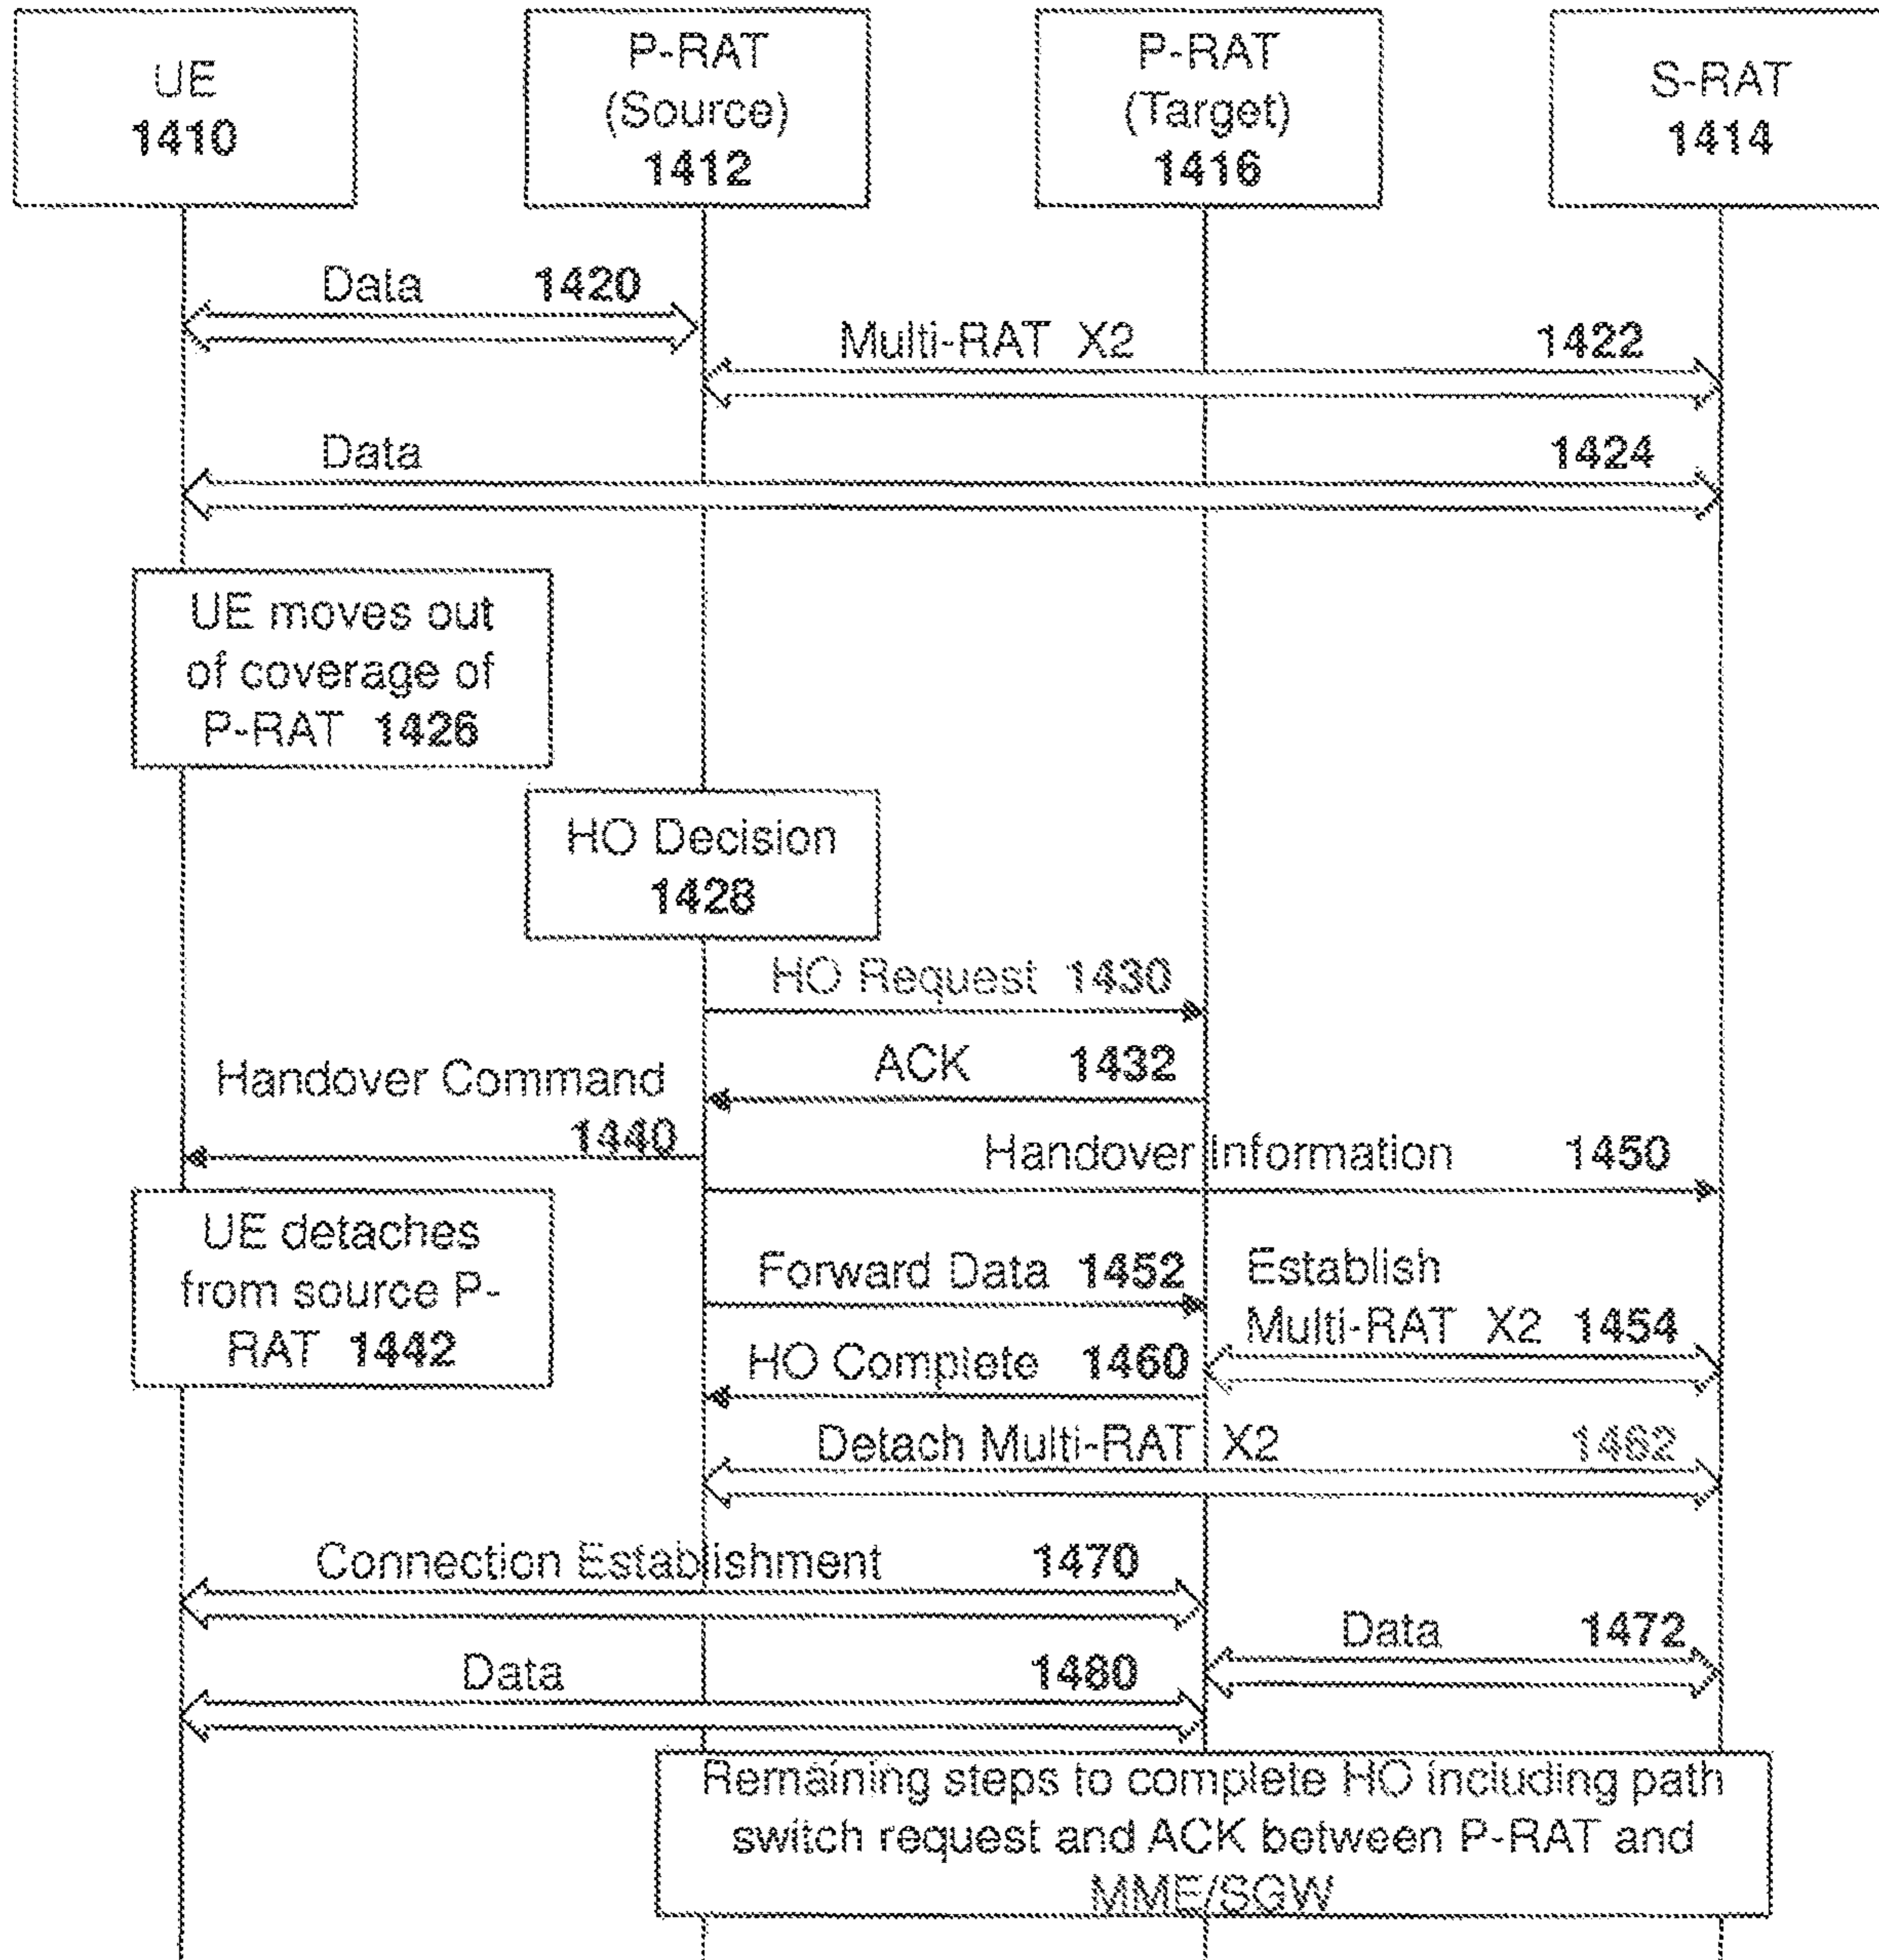 UE
1410
P-RAT
(Source)
1412
P-RAT
(Target)
1416
S-RAT
1414
Data 1420
Multi-RAT X2 1422
Data 1424
UE moves out
of coverage of
P-RAT 1426
HO Decision
1428
HO Request 1430
ACK 1432
Handover Command
1440
Handover Information 1450
UE detaches
from source P-
RAT 1442
Forward Data 1452
Establish
Multi-RAT X2 1454
HO Complete 1460
Detach Multi-RAT X2 1462
Connection Establishment 1470
Data 1472
Data 1480
Remaining steps to complete HO including path
switch request and ACK between P-RAT and
MME/SGW